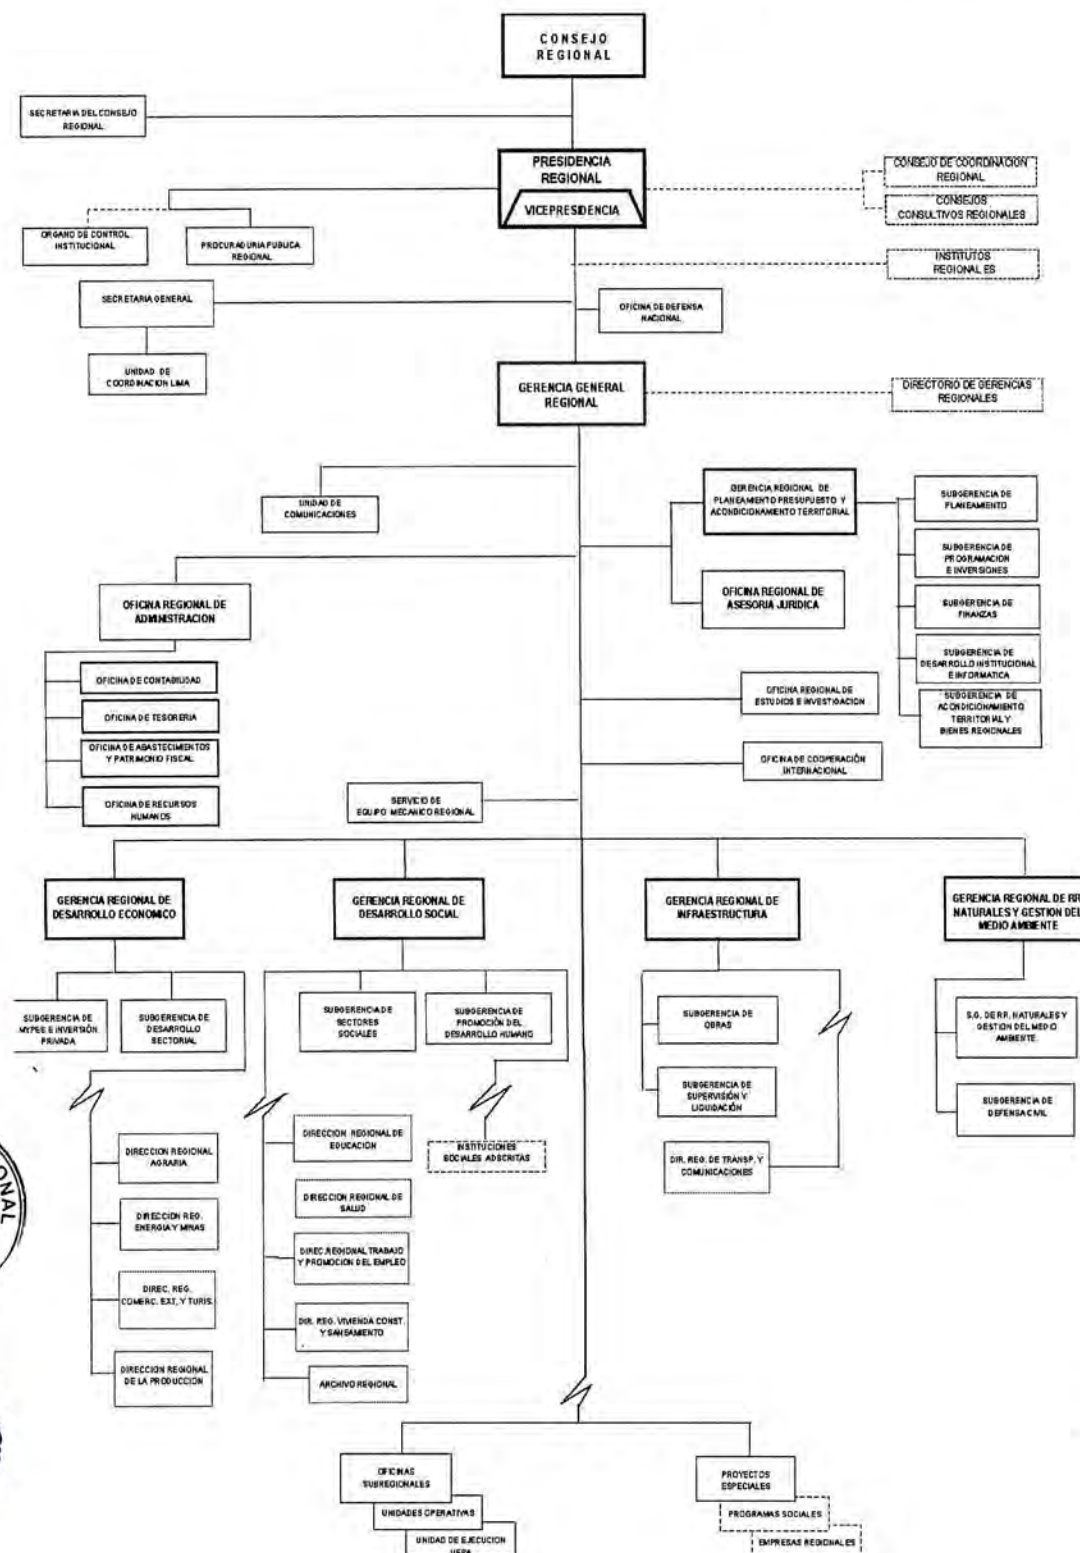 CONSEJO
REGIONAL
SECRETARIA DEL CONSEJO
REGIONAL
PRESIDENCIA
REGIONAL
VICEPRESIDENCIA
CONSEJO DE COORDINACION
REGIONAL
CONSEJOS
CONSULTIVOS REGIONALES
ORGANO DE CONTROL
INSTITUCIONAL
PROCURADURIA PUBLICA
REGIONAL
INSTITUTOS
REGIONALES
SECRETARIA GENERAL
OFICINA DE DEFENSA
NACIONAL
UNIDAD DE
COORDINACION LIMA
GERENCIA GENERAL
REGIONAL
DIRECTORIO DE GERENCIAS
REGIONALES
UNIDAD DE
COMUNICACIONES
GERENCIA REGIONAL DE
PLANEAMIENTO PRESUPUESTO Y
ACONDICIONAMIENTO TERRITORIAL
SUBGERENCIA DE
PLANEAMIENTO
SUBGERENCIA DE
PROGRAMACION
E INVERSIONES
OFICINA REGIONAL DE
ADMINISTRACION
OFICINA REGIONAL DE
ASESORIA JURIDICA
SUBGERENCIA DE
FINANZAS
SUBGERENCIA DE
DESARROLLO INSTITUCIONAL
E INFORMATICA
OFICINA DE CONTABILIDAD
OFICINA DE TESORERIA
OFICINA DE ABASTECIMIENTOS
Y PATRIMONIO FISCAL
OFICINA DE RECURSOS
HUMANOS
OFICINA REGIONAL DE
ESTUDIOS E INVESTIGACION
SUBGERENCIA DE
ACONDICIONAMIENTO
TERRITORIAL Y
BIENES REGIONALES
OFICINA DE COOPERACIÓN
INTERNACIONAL
SERVICIO DE
EQUIPO MECANICO REGIONAL
GERENCIA REGIONAL DE
DESARROLLO ECONOMICO
GERENCIA REGIONAL DE
DESARROLLO SOCIAL
GERENCIA REGIONAL DE
INFRAESTRUCTURA
GERENCIA REGIONAL DE RR
NATURALES Y GESTION DEL
MEDIO AMBIENTE
SUBGERENCIA DE
MYPES E INVERSIÓN
PRIVADA
SUBGERENCIA DE
DESARROLLO
SECTORIAL
SUBGERENCIA DE
SECTORES
SOCIALES
SUBGERENCIA DE
PROMOCIÓN DEL
DESARROLLO HUMANO
SUBGERENCIA DE
OBRAS
S.G. DE RR. NATURALES Y
GESTION DEL MEDIO
AMBIENTE
SUBGERENCIA DE
SUPERVISIÓN Y
LIQUIDACIÓN
SUBGERENCIA DE
DEFENSA CIVIL
DIRECCION REGIONAL
AGRARIA
DIRECCION REGIONAL DE
EDUCACIÓN
INSTITUCIONES
SOCIALES ADSCRITAS
DIR. REG. DE TRANSP. Y
COMUNICACIONES
DIRECCION REG.
ENERGIA Y MINAS
DIRECCION REGIONAL DE
SALUD
DIREC. REG.
COMERC. EXT. Y TURIS.
DIREC. REGIONAL TRABAJO
Y PROMOCION DEL EMPLEO
DIR. REG. VIVIENDA CONST.
Y SANEAMIENTO
DIRECCION REGIONAL
DE LA PRODUCCIÓN
ARCHIVO REGIONAL
OFICINAS
SUBREGIONALES
UNIDADES OPERATIVAS
UNIDAD DE EJECUCION
PROYECTOS
ESPECIALES
PROGRAMAS SOCIALES
EMPRESAS REGIONALES
ONAL